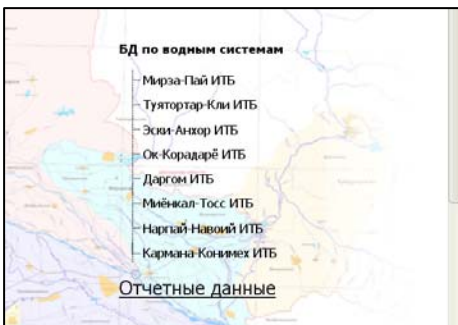 БД по водным системам
Мирза-Пай ИТБ
Туятортар-Кли ИТБ
Эски-Анхор ИТБ
Ок-Корадарё ИТБ
Даргом ИТБ
Миёнкал-Тосс ИТБ
Нарпай-Навоий ИТБ
Кармана-Конимех ИТБ
Отчетные данные